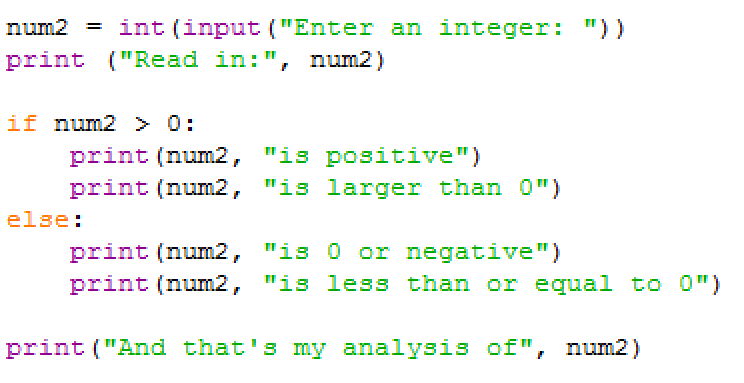 num2 = int(input("Enter an integer: "))
print ("Read in:", num2)

if num2 > 0:
    print(num2, "is positive")
    print(num2, "is larger than 0")
else:
    print(num2, "is 0 or negative")
    print(num2, "is less than or equal to 0")

print("And that's my analysis of", num2)